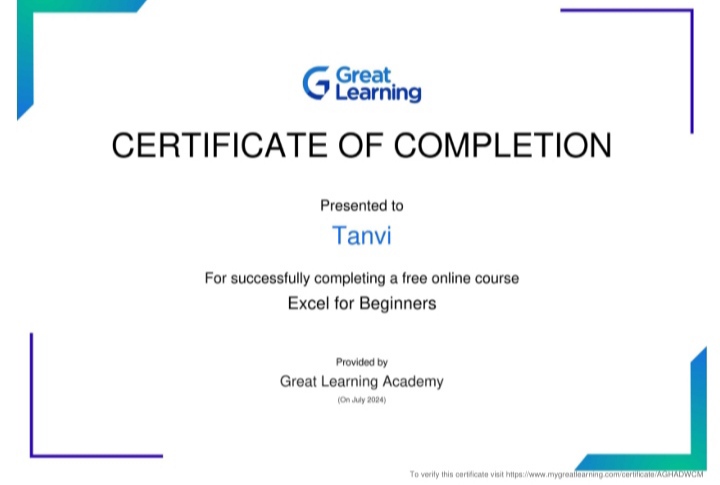 Great
Learning
CERTIFICATE OF COMPLETION
Presented to
Tanvi
For successfully completing a free online course
Excel for Beginners
Provided by
Great Learning Academy
(On July 2024)
To verify this certificate visit https://www.mygreatlearning.com/certificate/AGHADWCM